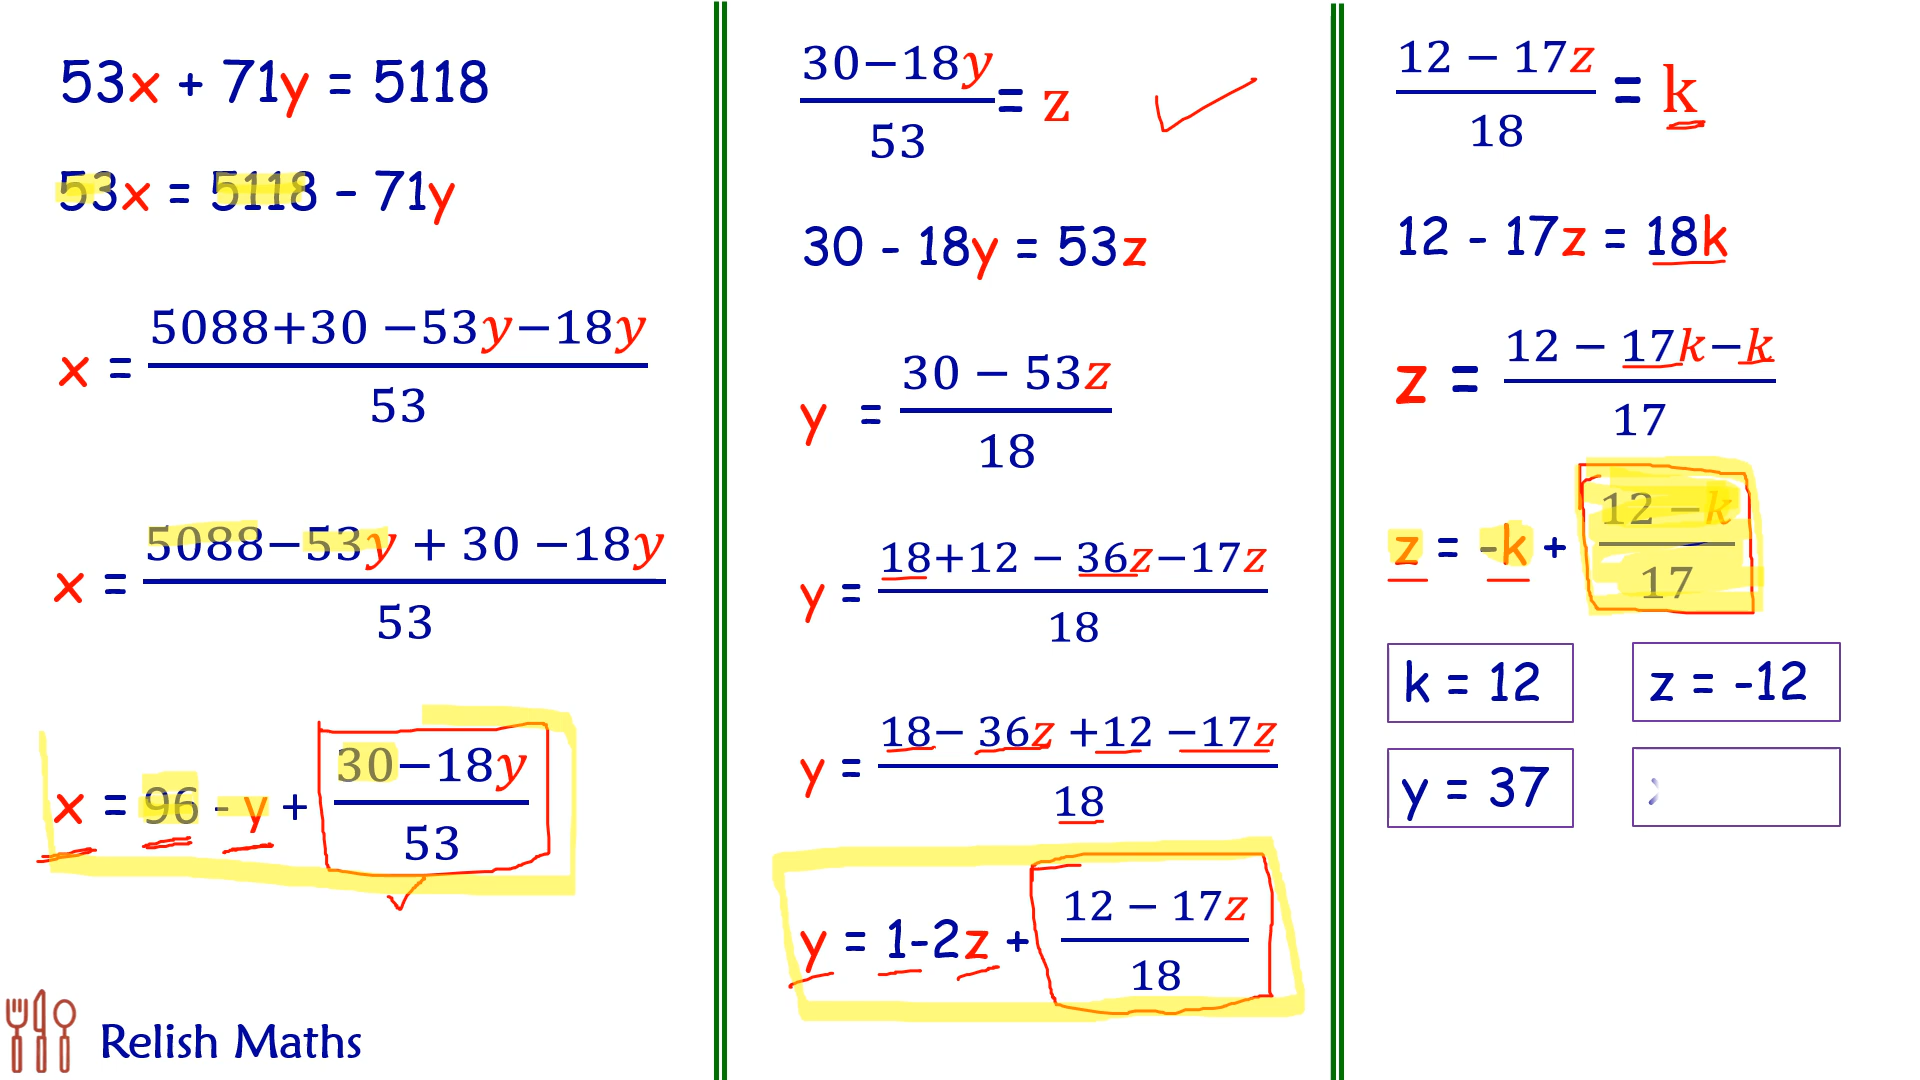 53x + 71y = 5118
53x = 5118 - 71y
x = (5088+30 −53y−18y)/53
x = (5088−53y + 30 −18y)/53
x = 96 - y + (30−18y)/53
Relish Maths
(30−18y)/53 = z
30 - 18y = 53z
y = (30 − 53z)/18
y = (18+12 − 36z−17z)/18
y = (18− 36z +12 −17z)/18
y = 1-2z + (12 − 17z)/18
(12 − 17z)/18 = k
12 - 17z = 18k
z = (12 − 17k−k)/17
z = -k + (12 − k)/17
k = 12
z = -12
y = 37